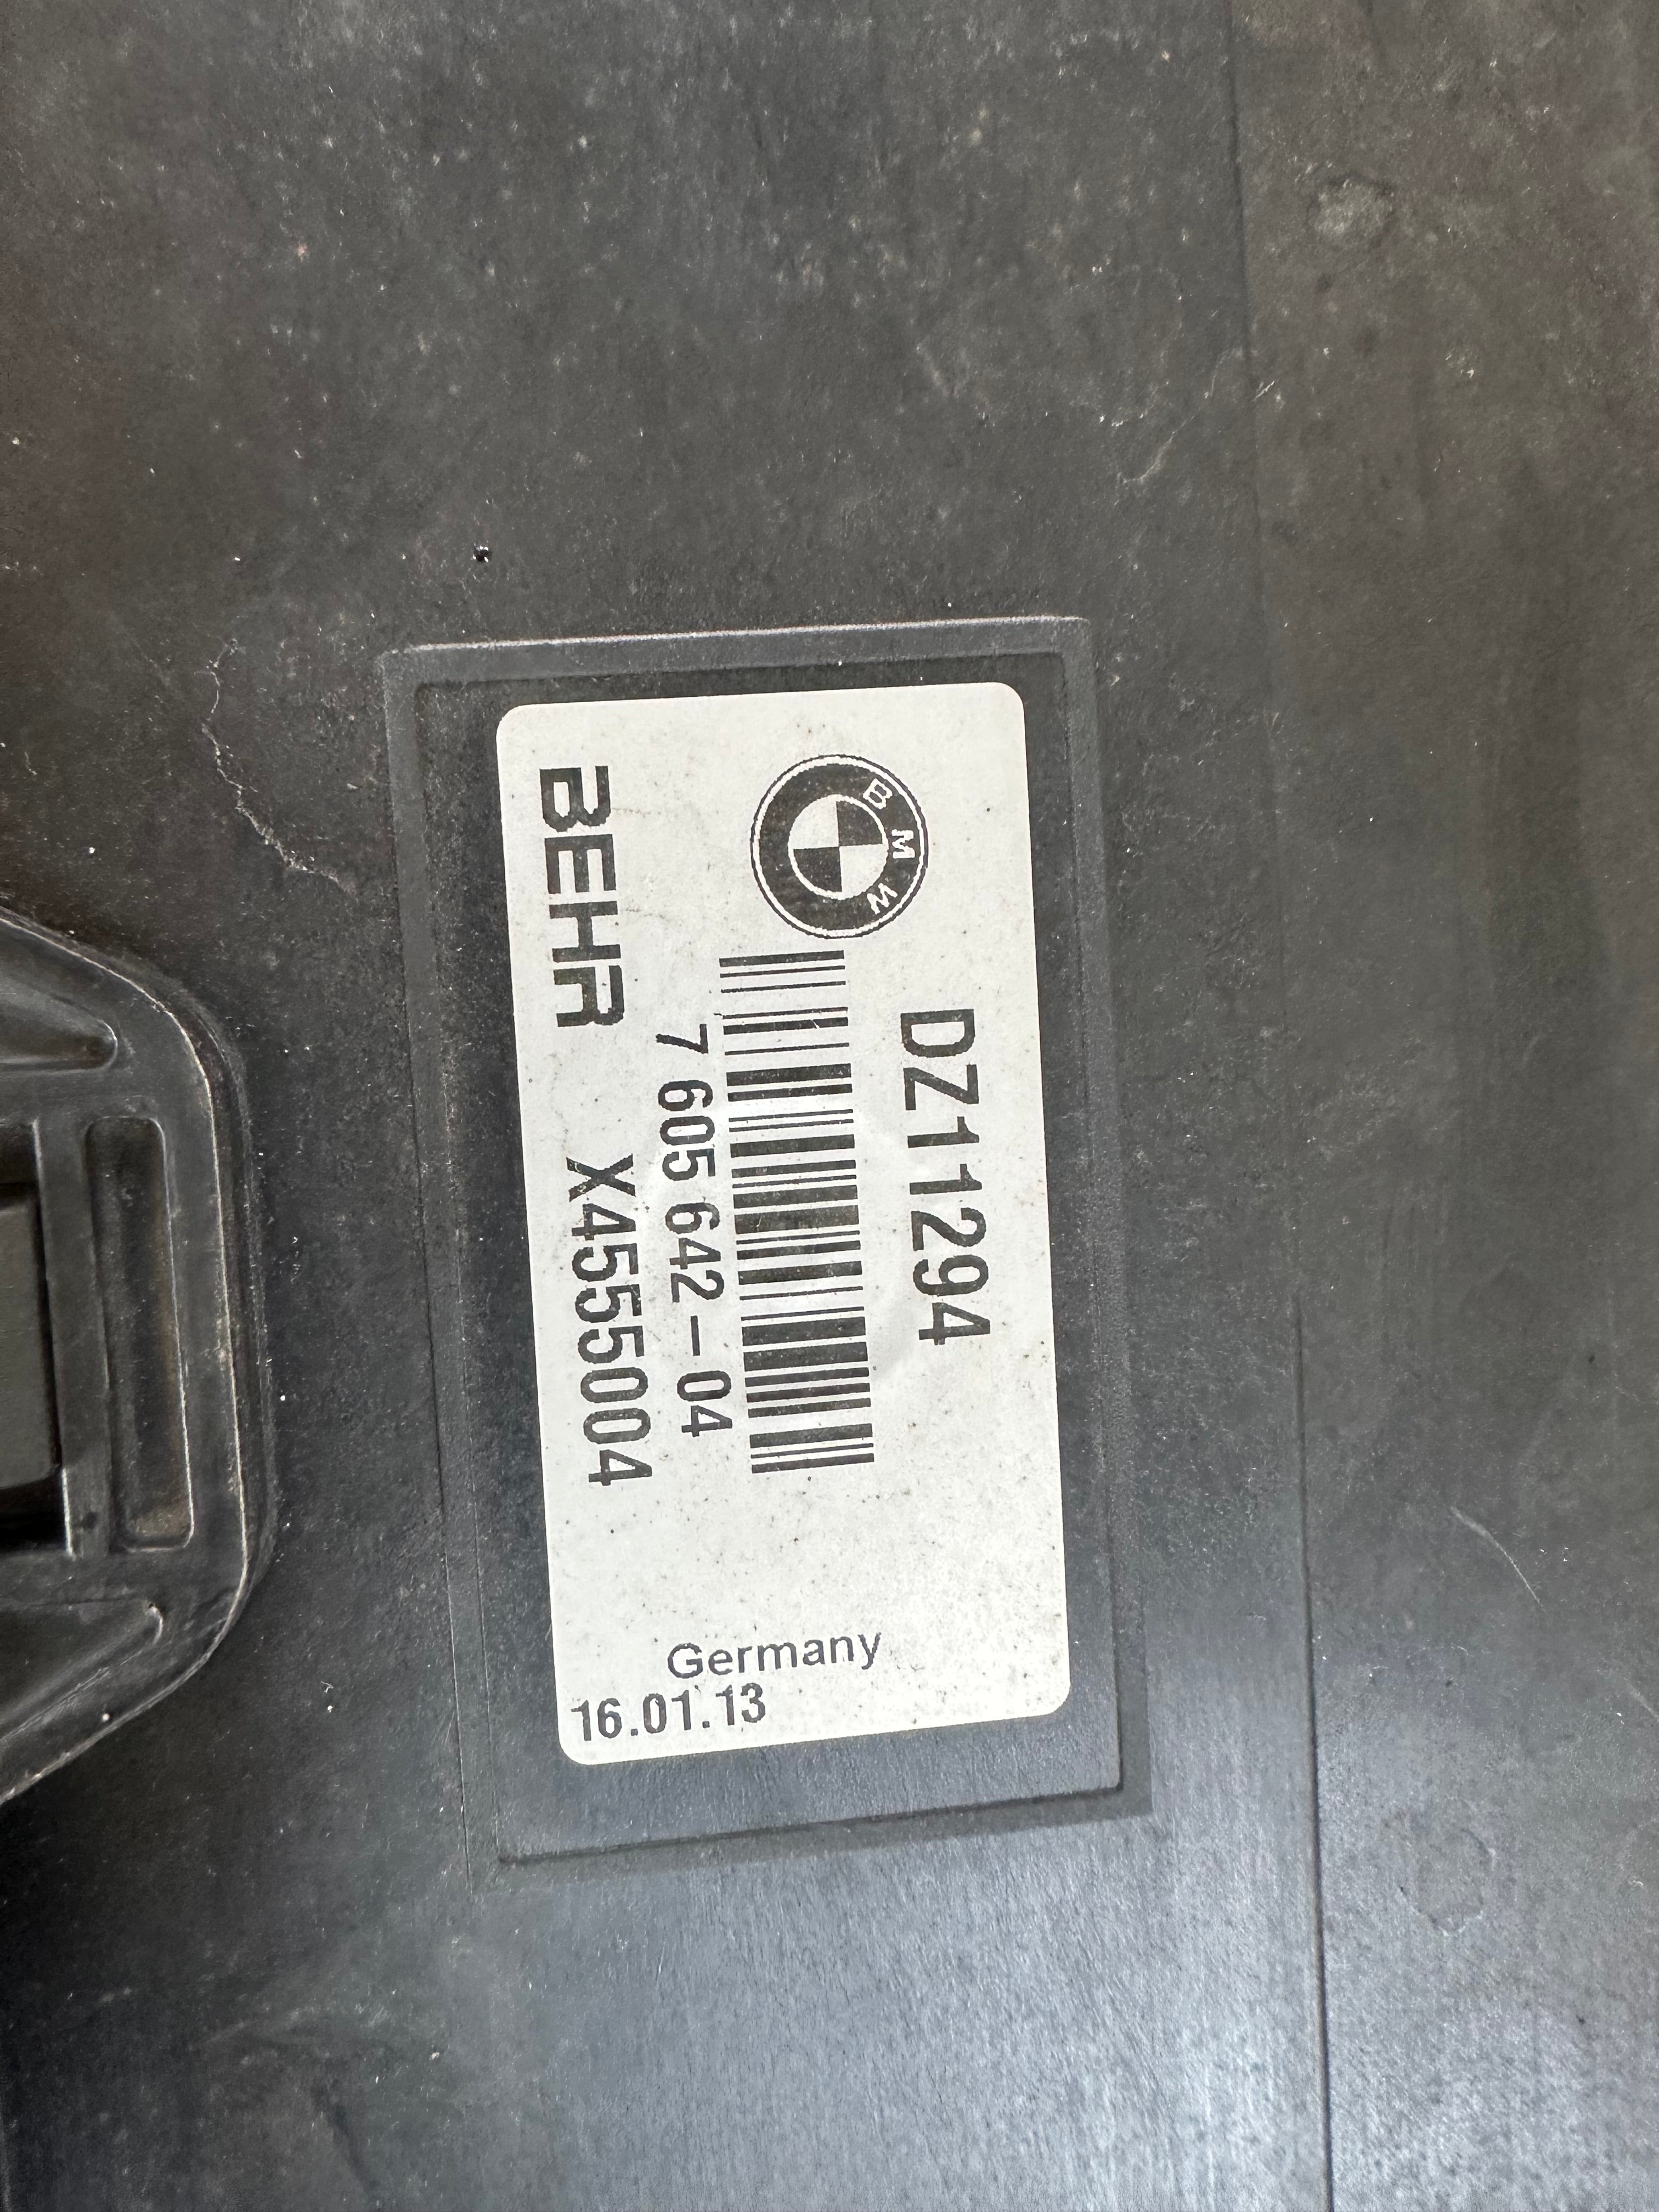 BMW
DZ11294
7 605 642-04
BEHR X4555004
Germany
16.01.13